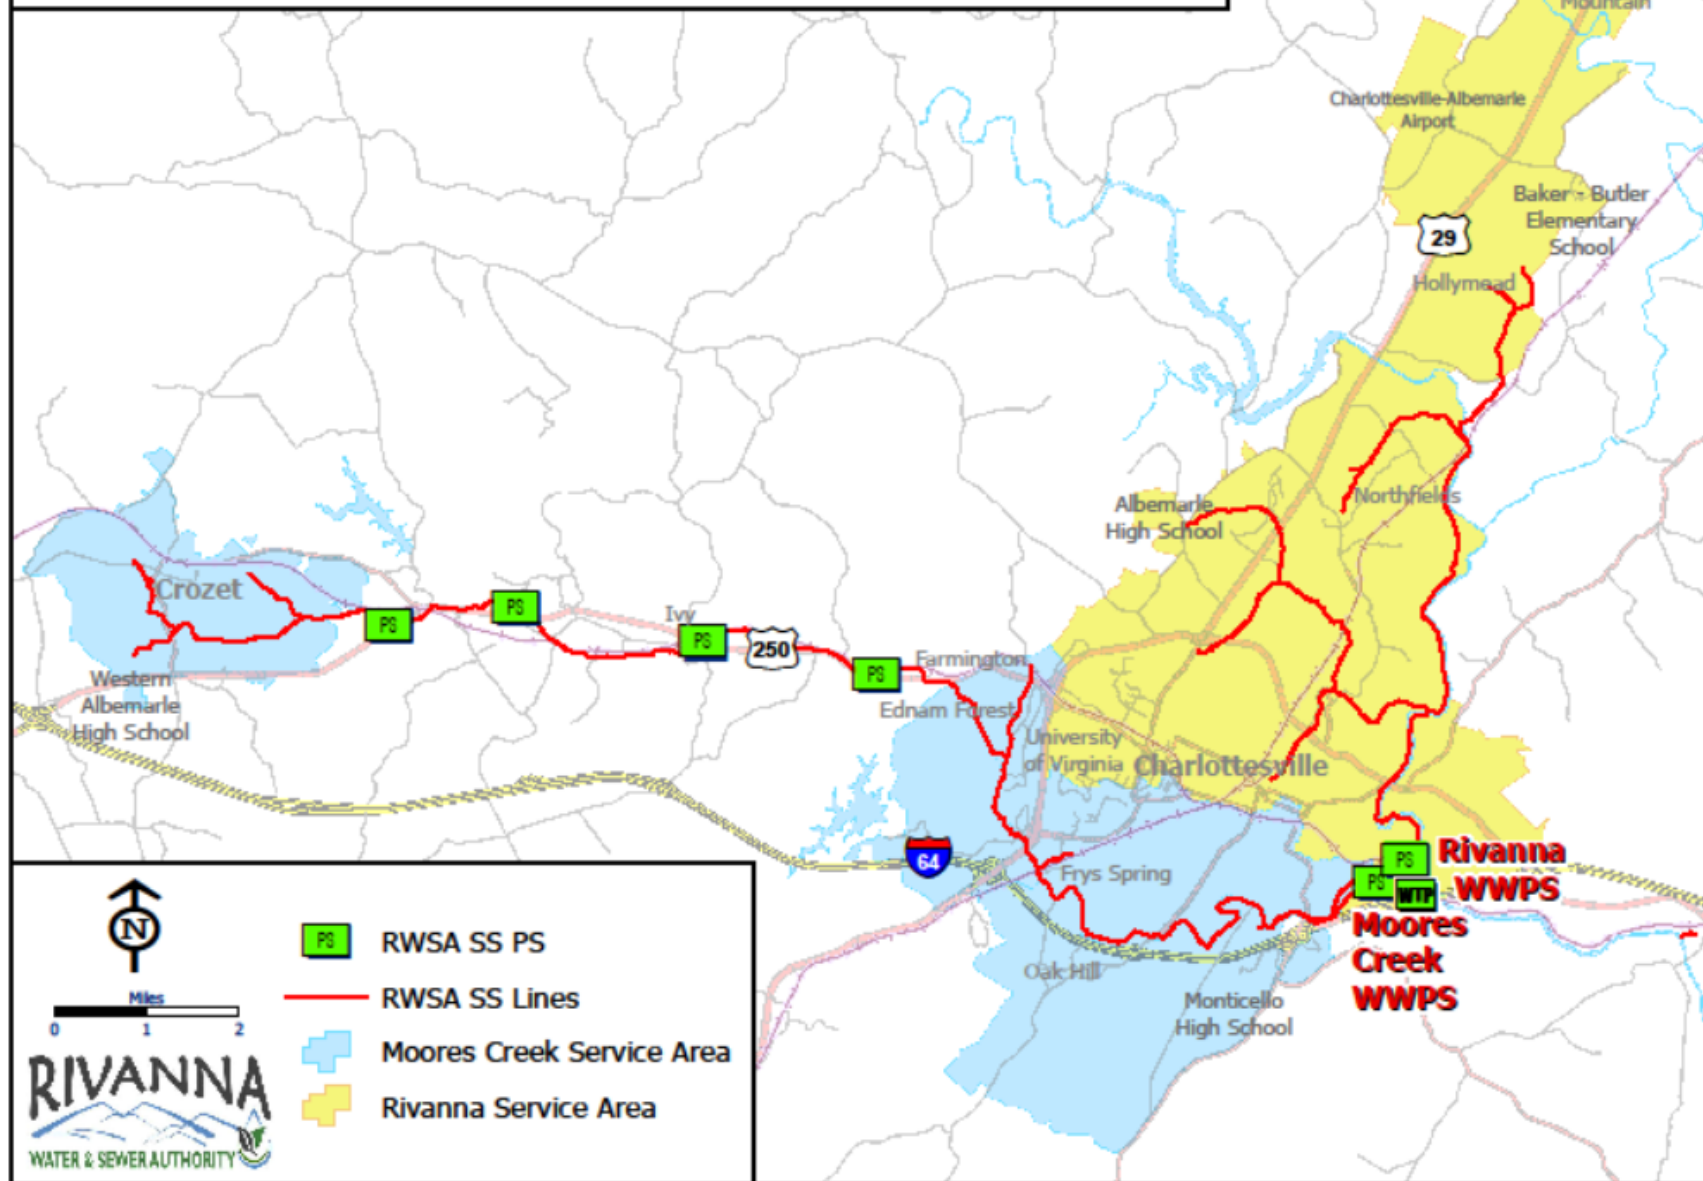 Mountain
Charlottesville-Albemarle
Airport
Baker - Butler
Elementary
School
29
Hollymead
Albemarle
High School
Northfields
Crozet
PS
PS
Ivy
PS
250
PS
Farmington
Western
Albemarle
High School
Ednam Forest
University
of Virginia
Charlottesville
64
Frys Spring
PS
PS
WTP
Rivanna
WWPS
Moores
Creek
WWPS
Oak Hill
Monticello
High School
N
Miles
0 1 2
RIVANNA
WATER & SEWER AUTHORITY
PS
RWSA SS PS
RWSA SS Lines
Moores Creek Service Area
Rivanna Service Area